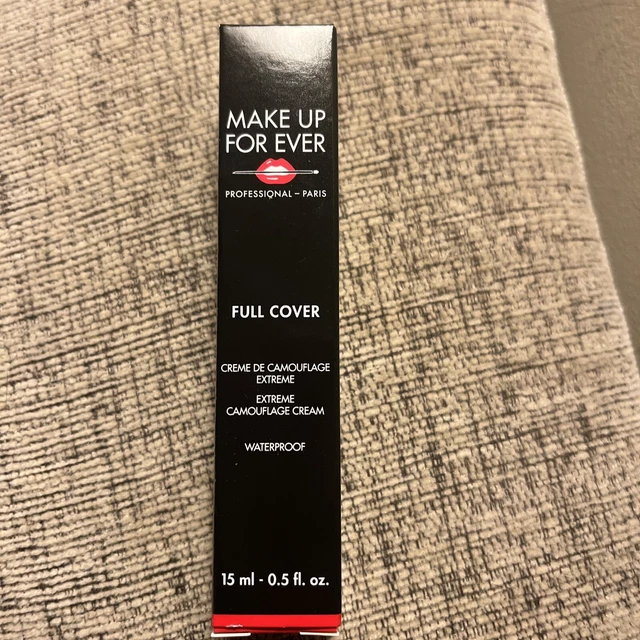 MAKE UP
FOR EVER
PROFESSIONAL – PARIS
FULL COVER
CREME DE CAMOUFLAGE
EXTREME
EXTREME
CAMOUFLAGE CREAM
WATERPROOF
15 ml - 0.5 fl. oz.